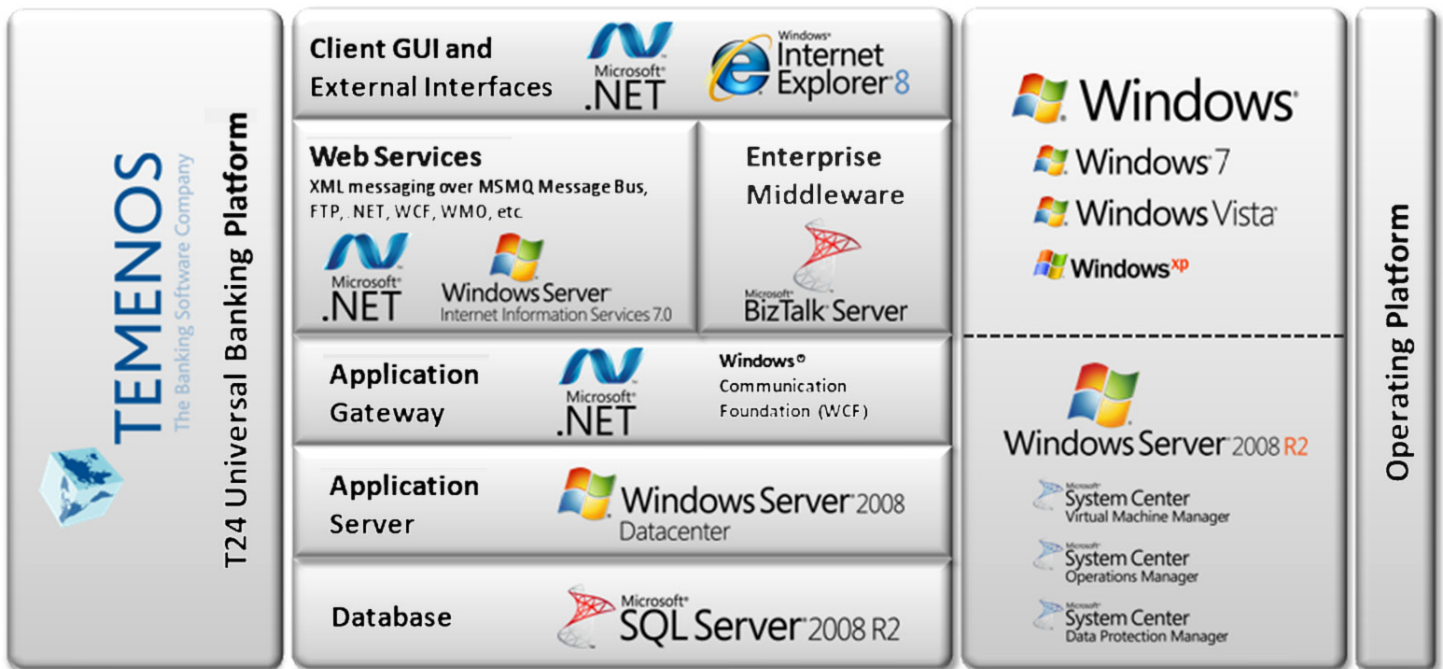 TEMENOS
The Banking Software Company
T24 Universal Banking Platform
Client GUI and
External Interfaces
Microsoft®
.NET
Windows®
Internet
Explorer 8
Web Services
XML messaging over MSMQ Message Bus,
FTP, .NET, WCF, WMO, etc
Microsoft®
.NET
Windows Server
Internet Information Services 7.0
Enterprise
Middleware
Microsoft®
BizTalk Server
Application
Gateway
Microsoft®
.NET
Windows®
Communication
Foundation (WCF)
Application
Server
Windows Server 2008
Datacenter
Database
Microsoft®
SQL Server 2008 R2
Windows
Windows 7
Windows Vista
Windows xp
Windows Server 2008 R2
Microsoft®
System Center
Virtual Machine Manager
Microsoft®
System Center
Operations Manager
Microsoft®
System Center
Data Protection Manager
Operating Platform